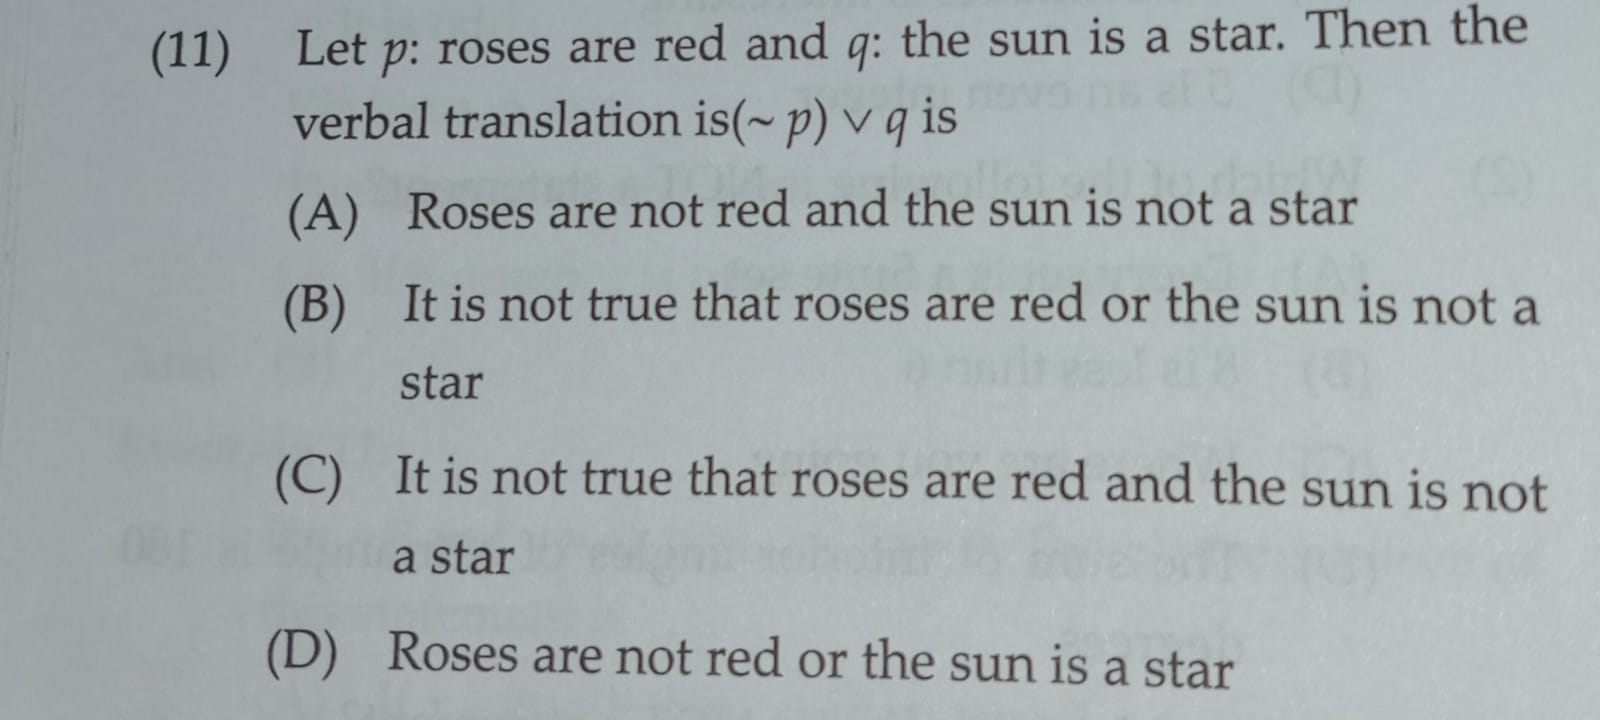 (11) Let p: roses are red and q: the sun is a star. Then the
verbal translation is(~ p) ∨ q is
(A) Roses are not red and the sun is not a star
(B) It is not true that roses are red or the sun is not a
star
(C) It is not true that roses are red and the sun is not
a star
(D) Roses are not red or the sun is a star